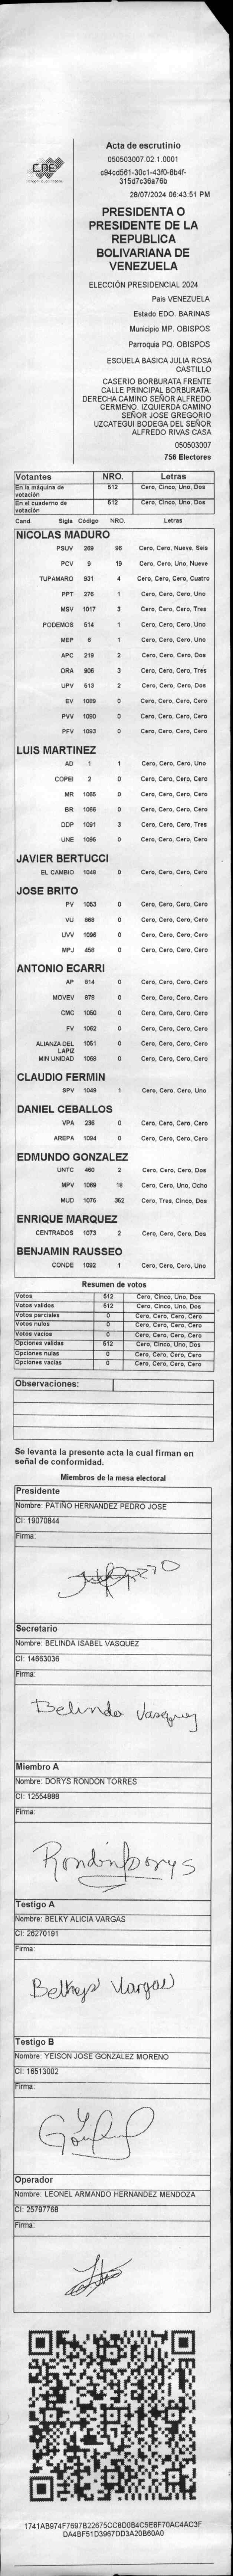 CNE
Acta de escrutinio
050503007.02.1.0001
c94cd561-30c1-43f0-8b4f-
315d7c36a76b
28/07/2024 06:43:51 PM
PRESIDENTA O
PRESIDENTE DE LA
REPUBLICA
BOLIVARIANA DE
VENEZUELA
ELECCIÓN PRESIDENCIAL 2024
Pais VENEZUELA
Estado EDO. BARINAS
Municipio MP. OBISPOS
Parroquia PQ. OBISPOS
ESCUELA BASICA JULIA ROSA
CASTILLO
CASERIO BORBURATA FRENTE
CALLE PRINCIPAL BORBURATA.
DERECHA CAMINO SEÑOR ALFREDO
CERMENO. IZQUIERDA CAMINO
SEÑOR JOSE GREGORIO
UZCATEGUI BODEGA DEL SEÑOR
ALFREDO RIVAS CASA
050503007
756 Electores
Votantes NRO. Letras
En la máquina de votación 512 Cero, Cinco, Uno, Dos
En el cuaderno de votación 512 Cero, Cinco, Uno, Dos
Cand. Sigla Código NRO. Letras
NICOLAS MADURO
PSUV 269 96 Cero, Cero, Nueve, Seis
PCV 9 19 Cero, Cero, Uno, Nueve
TUPAMARO 931 4 Cero, Cero, Cero, Cuatro
PPT 276 1 Cero, Cero, Cero, Uno
MSV 1017 3 Cero, Cero, Cero, Tres
PODEMOS 514 1 Cero, Cero, Cero, Uno
MEP 6 1 Cero, Cero, Cero, Uno
APC 219 2 Cero, Cero, Cero, Dos
ORA 906 3 Cero, Cero, Cero, Tres
UPV 513 2 Cero, Cero, Cero, Dos
EV 1089 0 Cero, Cero, Cero, Cero
PVV 1090 0 Cero, Cero, Cero, Cero
PFV 1093 0 Cero, Cero, Cero, Cero
LUIS MARTINEZ
AD 1 1 Cero, Cero, Cero, Uno
COPEI 2 0 Cero, Cero, Cero, Cero
MR 1065 0 Cero, Cero, Cero, Cero
BR 1066 0 Cero, Cero, Cero, Cero
DDP 1091 3 Cero, Cero, Cero, Tres
UNE 1095 0 Cero, Cero, Cero, Cero
JAVIER BERTUCCI
EL CAMBIO 1048 0 Cero, Cero, Cero, Cero
JOSE BRITO
PV 1053 0 Cero, Cero, Cero, Cero
VU 868 0 Cero, Cero, Cero, Cero
UVV 1096 0 Cero, Cero, Cero, Cero
MPJ 458 0 Cero, Cero, Cero, Cero
ANTONIO ECARRI
AP 814 0 Cero, Cero, Cero, Cero
MOVEV 878 0 Cero, Cero, Cero, Cero
CMC 1050 0 Cero, Cero, Cero, Cero
FV 1062 0 Cero, Cero, Cero, Cero
ALIANZA DEL LAPIZ 1051 0 Cero, Cero, Cero, Cero
MIN UNIDAD 1068 0 Cero, Cero, Cero, Cero
CLAUDIO FERMIN
SPV 1049 1 Cero, Cero, Cero, Uno
DANIEL CEBALLOS
VPA 236 0 Cero, Cero, Cero, Cero
AREPA 1094 0 Cero, Cero, Cero, Cero
EDMUNDO GONZALEZ
UNTC 460 2 Cero, Cero, Cero, Dos
MPV 1069 18 Cero, Cero, Uno, Ocho
MUD 1075 352 Cero, Tres, Cinco, Dos
ENRIQUE MARQUEZ
CENTRADOS 1073 2 Cero, Cero, Cero, Dos
BENJAMIN RAUSSEO
CONDE 1092 1 Cero, Cero, Cero, Uno
Resumen de votos
Votos 512 Cero, Cinco, Uno, Dos
Votos validos 512 Cero, Cinco, Uno, Dos
Votos parciales 0 Cero, Cero, Cero, Cero
Votos nulos 0 Cero, Cero, Cero, Cero
Votos vacios 0 Cero, Cero, Cero, Cero
Opciones validas 512 Cero, Cinco, Uno, Dos
Opciones nulas 0 Cero, Cero, Cero, Cero
Opciones vacias 0 Cero, Cero, Cero, Cero
Observaciones:
Se levanta la presente acta la cual firman en
señal de conformidad.
Miembros de la mesa electoral
Presidente
Nombre: PATIÑO HERNANDEZ PEDRO JOSE
CI: 19070844
Firma:
Secretario
Nombre: BELINDA ISABEL VASQUEZ
CI: 14663036
Firma:
Belinda Vasquez
Miembro A
Nombre: DORYS RONDON TORRES
CI: 12554888
Firma:
RondonDorys
Testigo A
Nombre: BELKY ALICIA VARGAS
CI: 26270191
Firma:
Belkys Vargas
Testigo B
Nombre: YEISON JOSE GONZALEZ MORENO
CI: 16513002
Firma:
Operador
Nombre: LEONEL ARMANDO HERNANDEZ MENDOZA
CI: 25797768
Firma:
1741AB974F7697B22675CC8D0B4C5E8F70AC4AC3F
DA4BF51D3967DD3A20B60A0